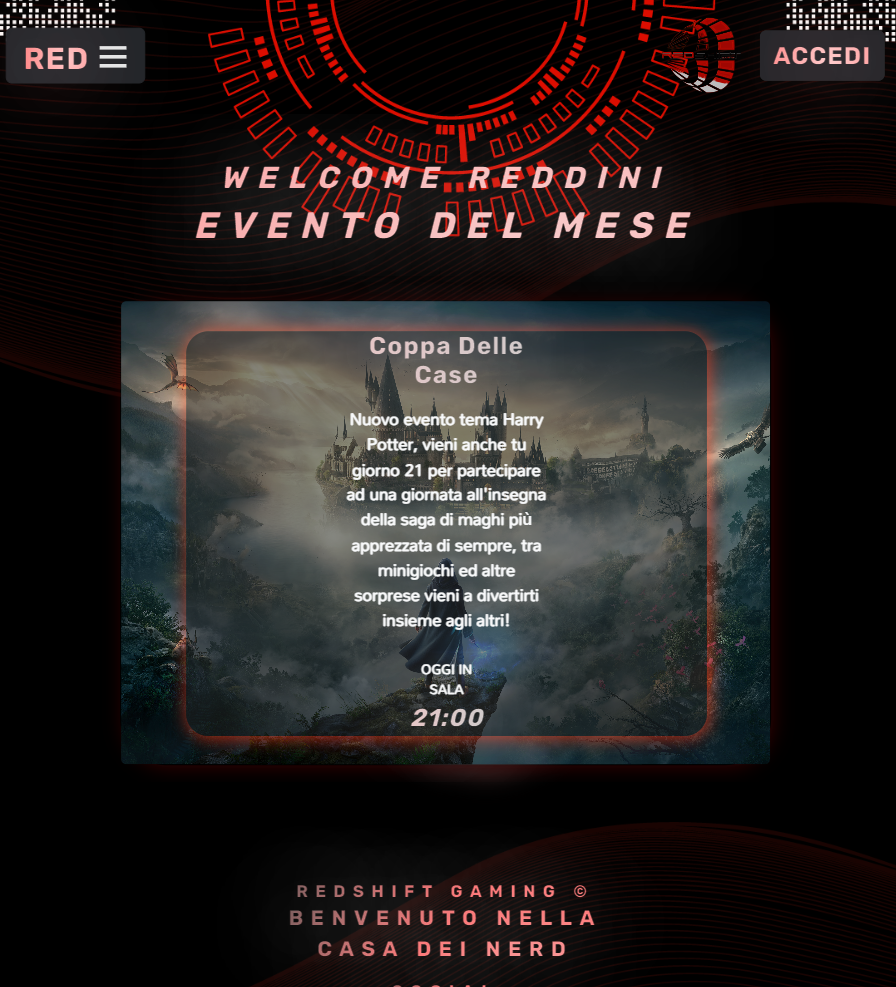 RED
ACCEDI
WELCOME REDDINI
EVENTO DEL MESE
Coppa Delle
Case
Nuovo evento tema Harry
Potter, vieni anche tu
giorno 21 per partecipare
ad una giornata all'insegna
della saga di maghi più
apprezzata di sempre, tra
minigiochi ed altre
sorprese vieni a divertirti
insieme agli altri!
OGGI IN
SALA
21:00
REDSHIFT GAMING ©
BENVENUTO NELLA
CASA DEI NERD